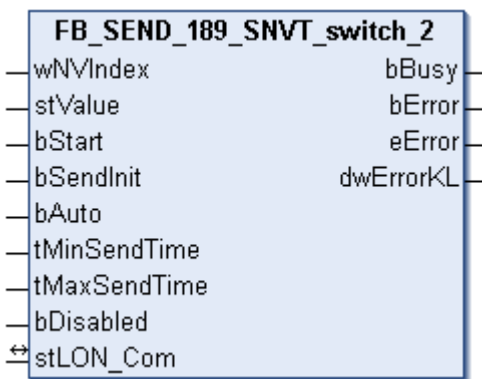 FB_SEND_189_SNVT_switch_2
wNVIndex bBusy
stValue bError
bStart eError
bSendInit dwErrorKL
bAuto
tMinSendTime
tMaxSendTime
bDisabled
stLON_Com